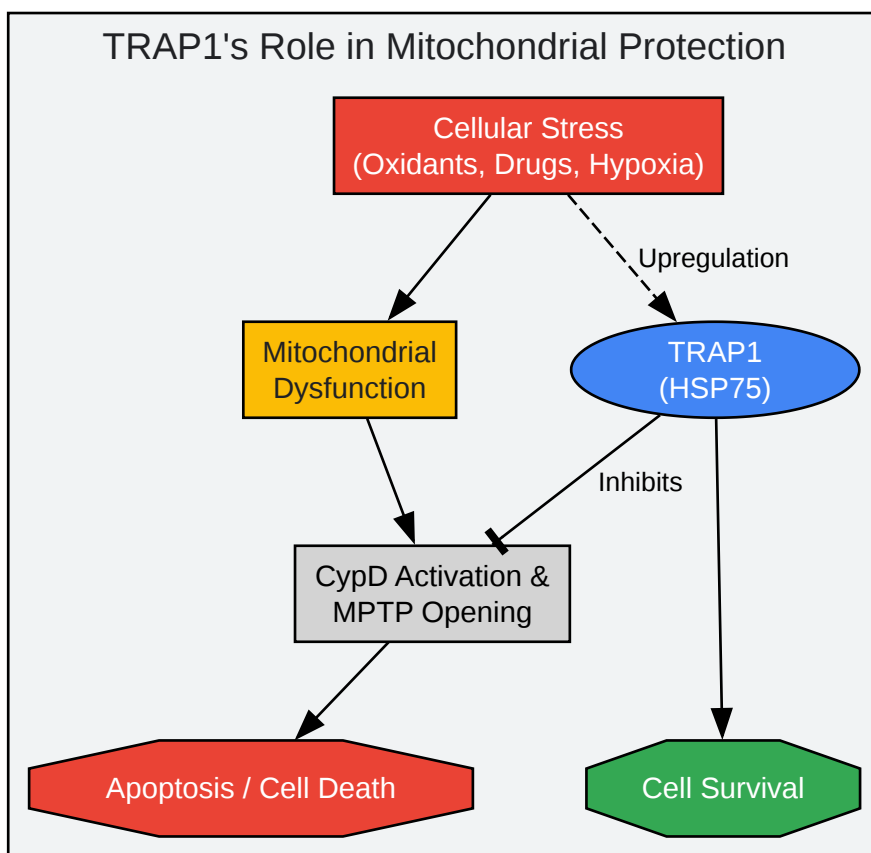 TRAP1's Role in Mitochondrial Protection
Cellular Stress
(Oxidants, Drugs, Hypoxia)
Upregulation
Mitochondrial
Dysfunction
TRAP1
(HSP75)
Inhibits
CypD Activation &
MPTP Opening
Apoptosis / Cell Death
Cell Survival